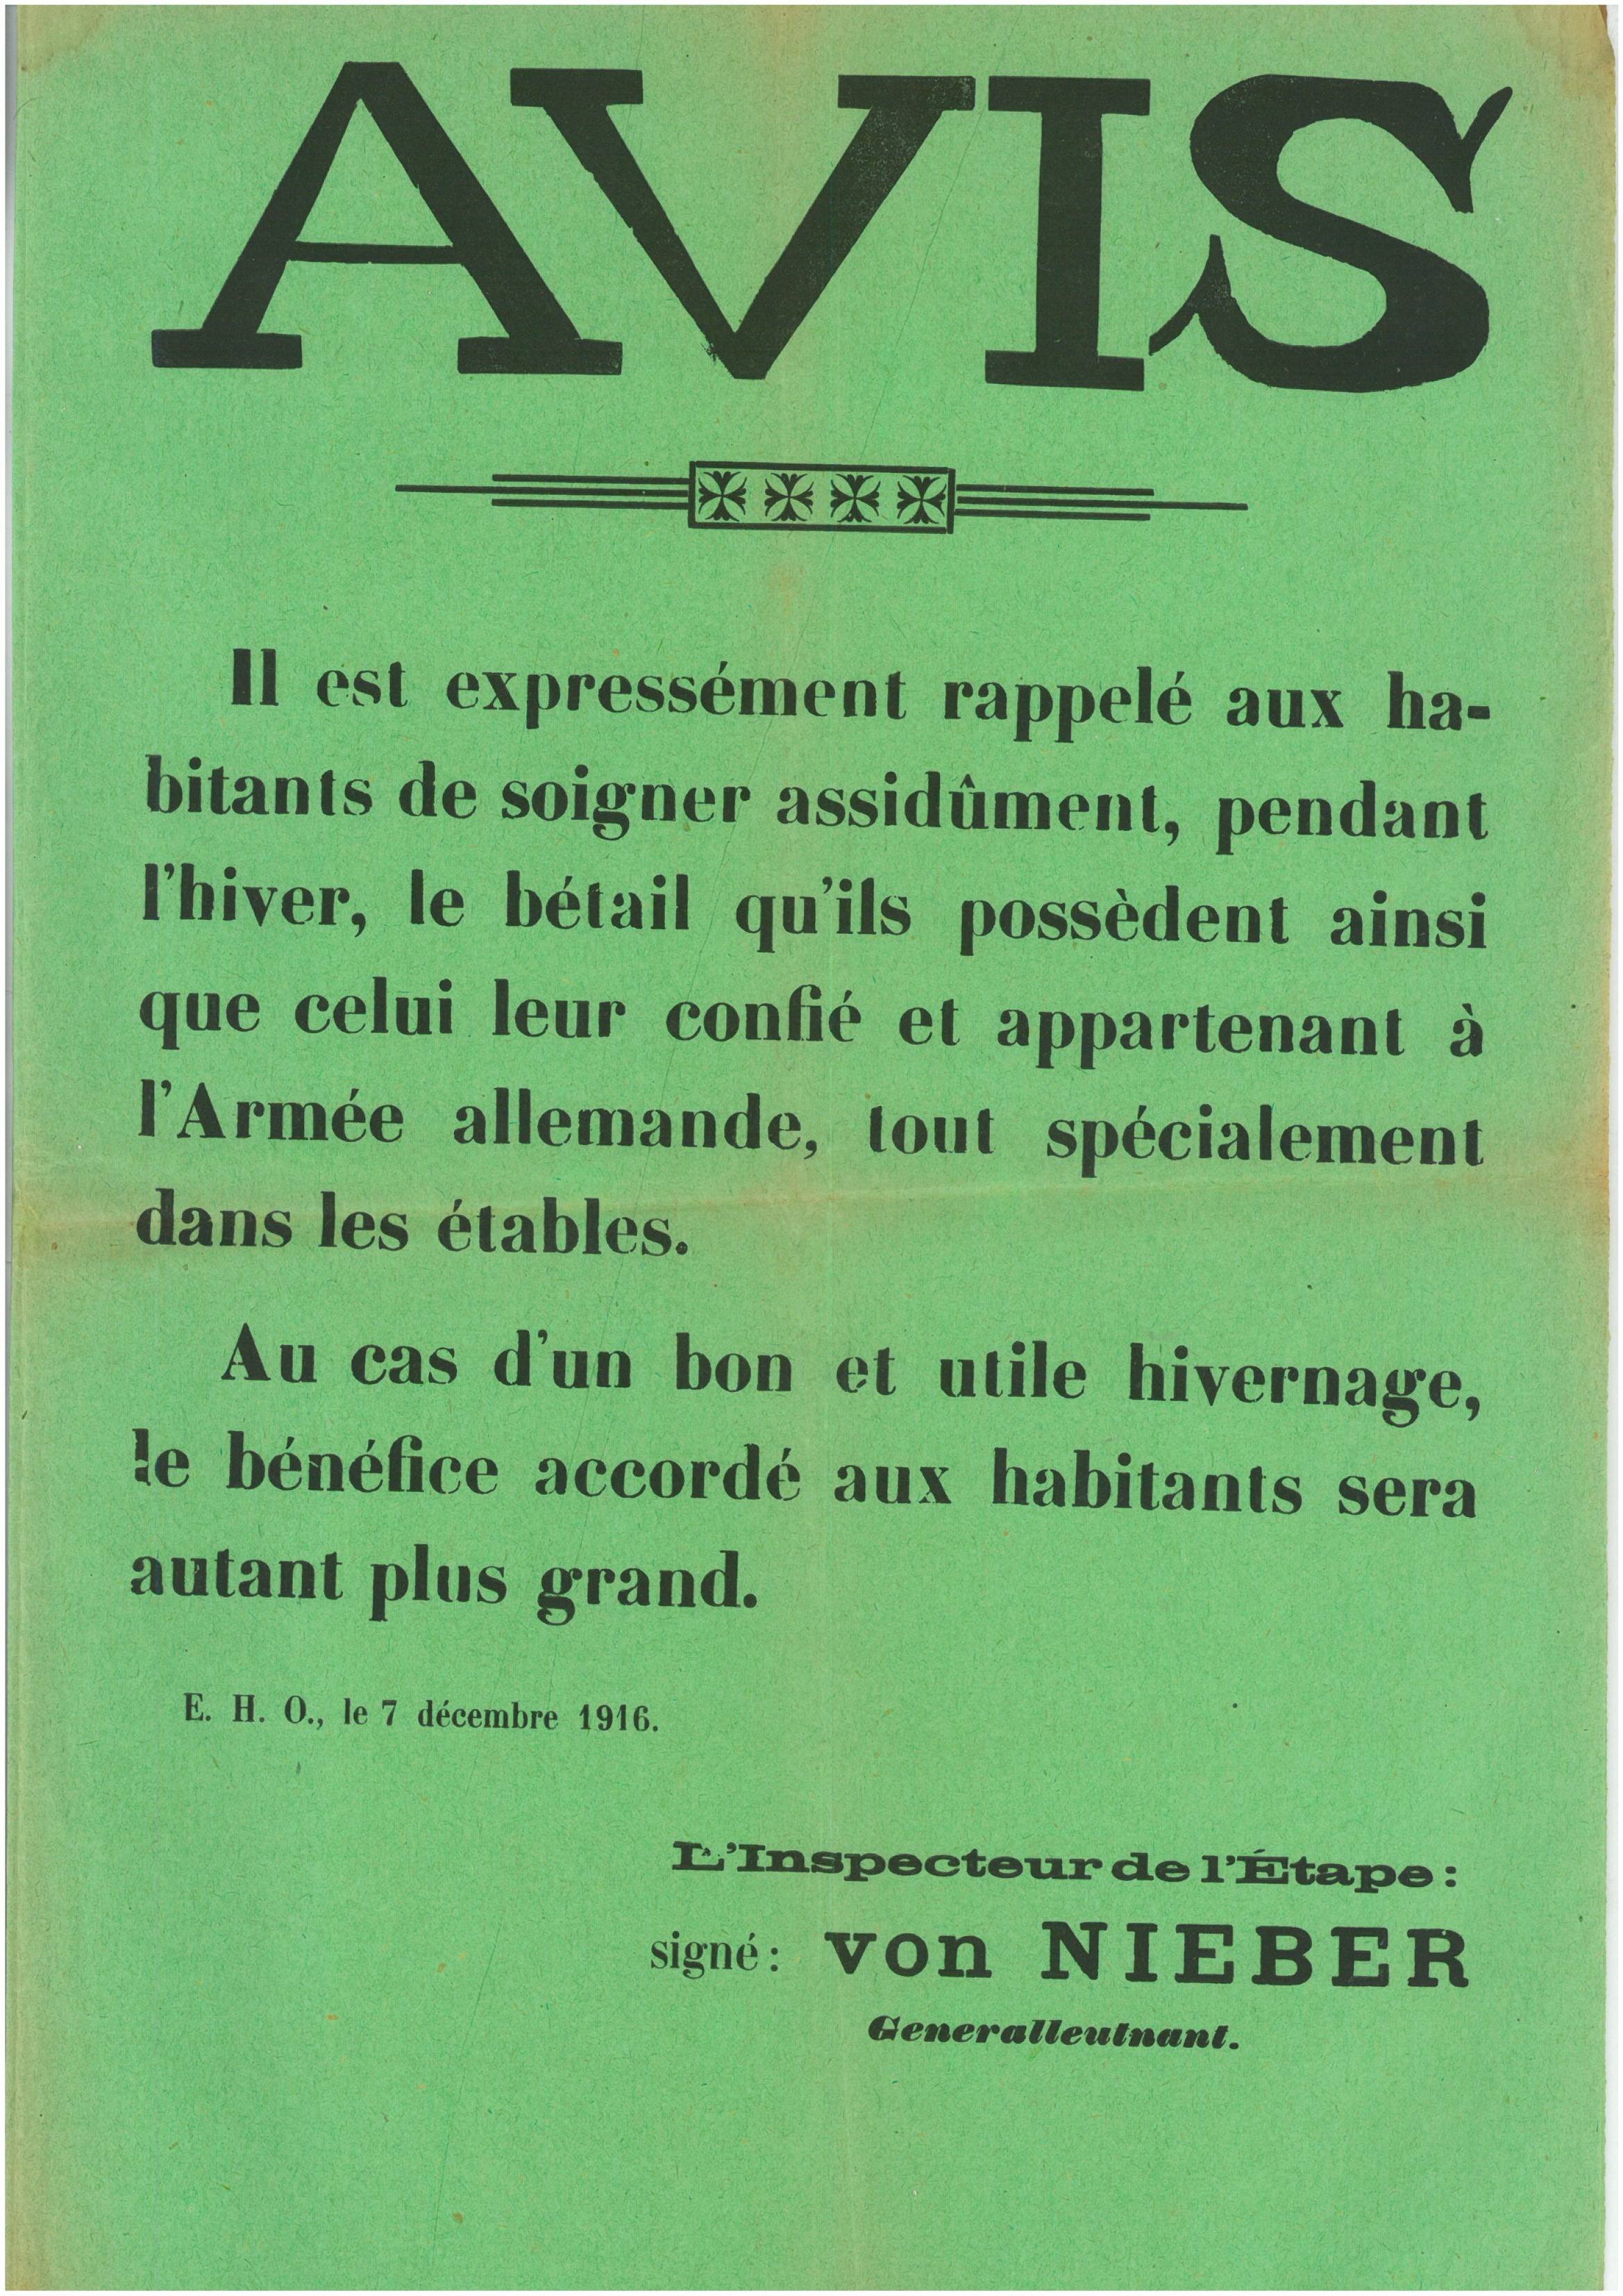 AVIS
Il est expressément rappelé aux ha-
bitants de soigner assidûment, pendant
l'hiver, le bétail qu'ils possèdent ainsi
que celui leur confié et appartenant à
l'Armée allemande, tout spécialement
dans les étables.
Au cas d'un bon et utile hivernage,
le bénéfice accordé aux habitants sera
autant plus grand.
E. H. O., le 7 décembre 1916.
L'Inspecteur de l'Étape:
signé: von NIEBER
Generalleutnant.